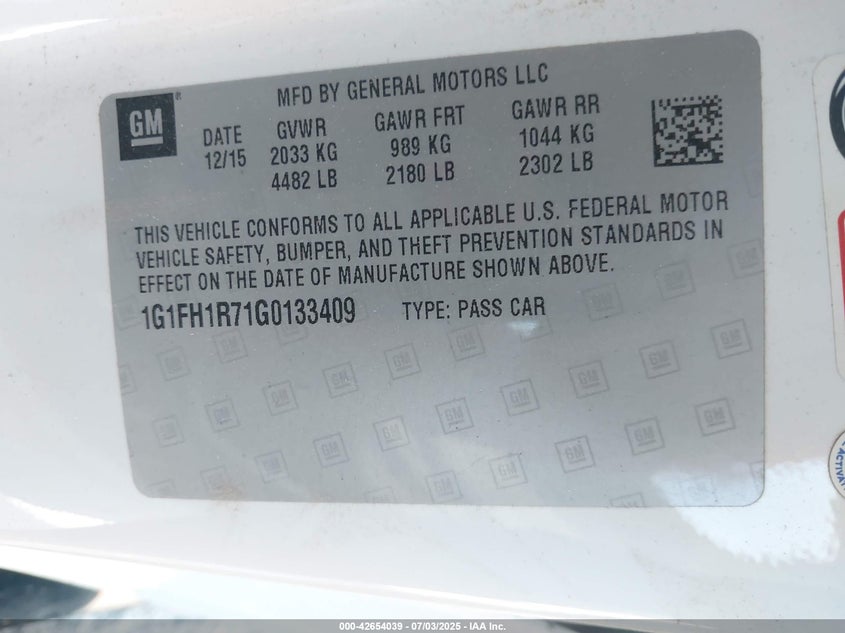 GM
MFD BY GENERAL MOTORS LLC
DATE
12/15
GVWR
2033 KG
4482 LB
GAWR FRT
989 KG
2180 LB
GAWR RR
1044 KG
2302 LB
THIS VEHICLE CONFORMS TO ALL APPLICABLE U.S. FEDERAL MOTOR
VEHICLE SAFETY, BUMPER, AND THEFT PREVENTION STANDARDS IN
EFFECT ON THE DATE OF MANUFACTURE SHOWN ABOVE.
1G1FH1R71G0133409 TYPE: PASS CAR
000-42654039 - 07/03/2025 - IAA Inc.